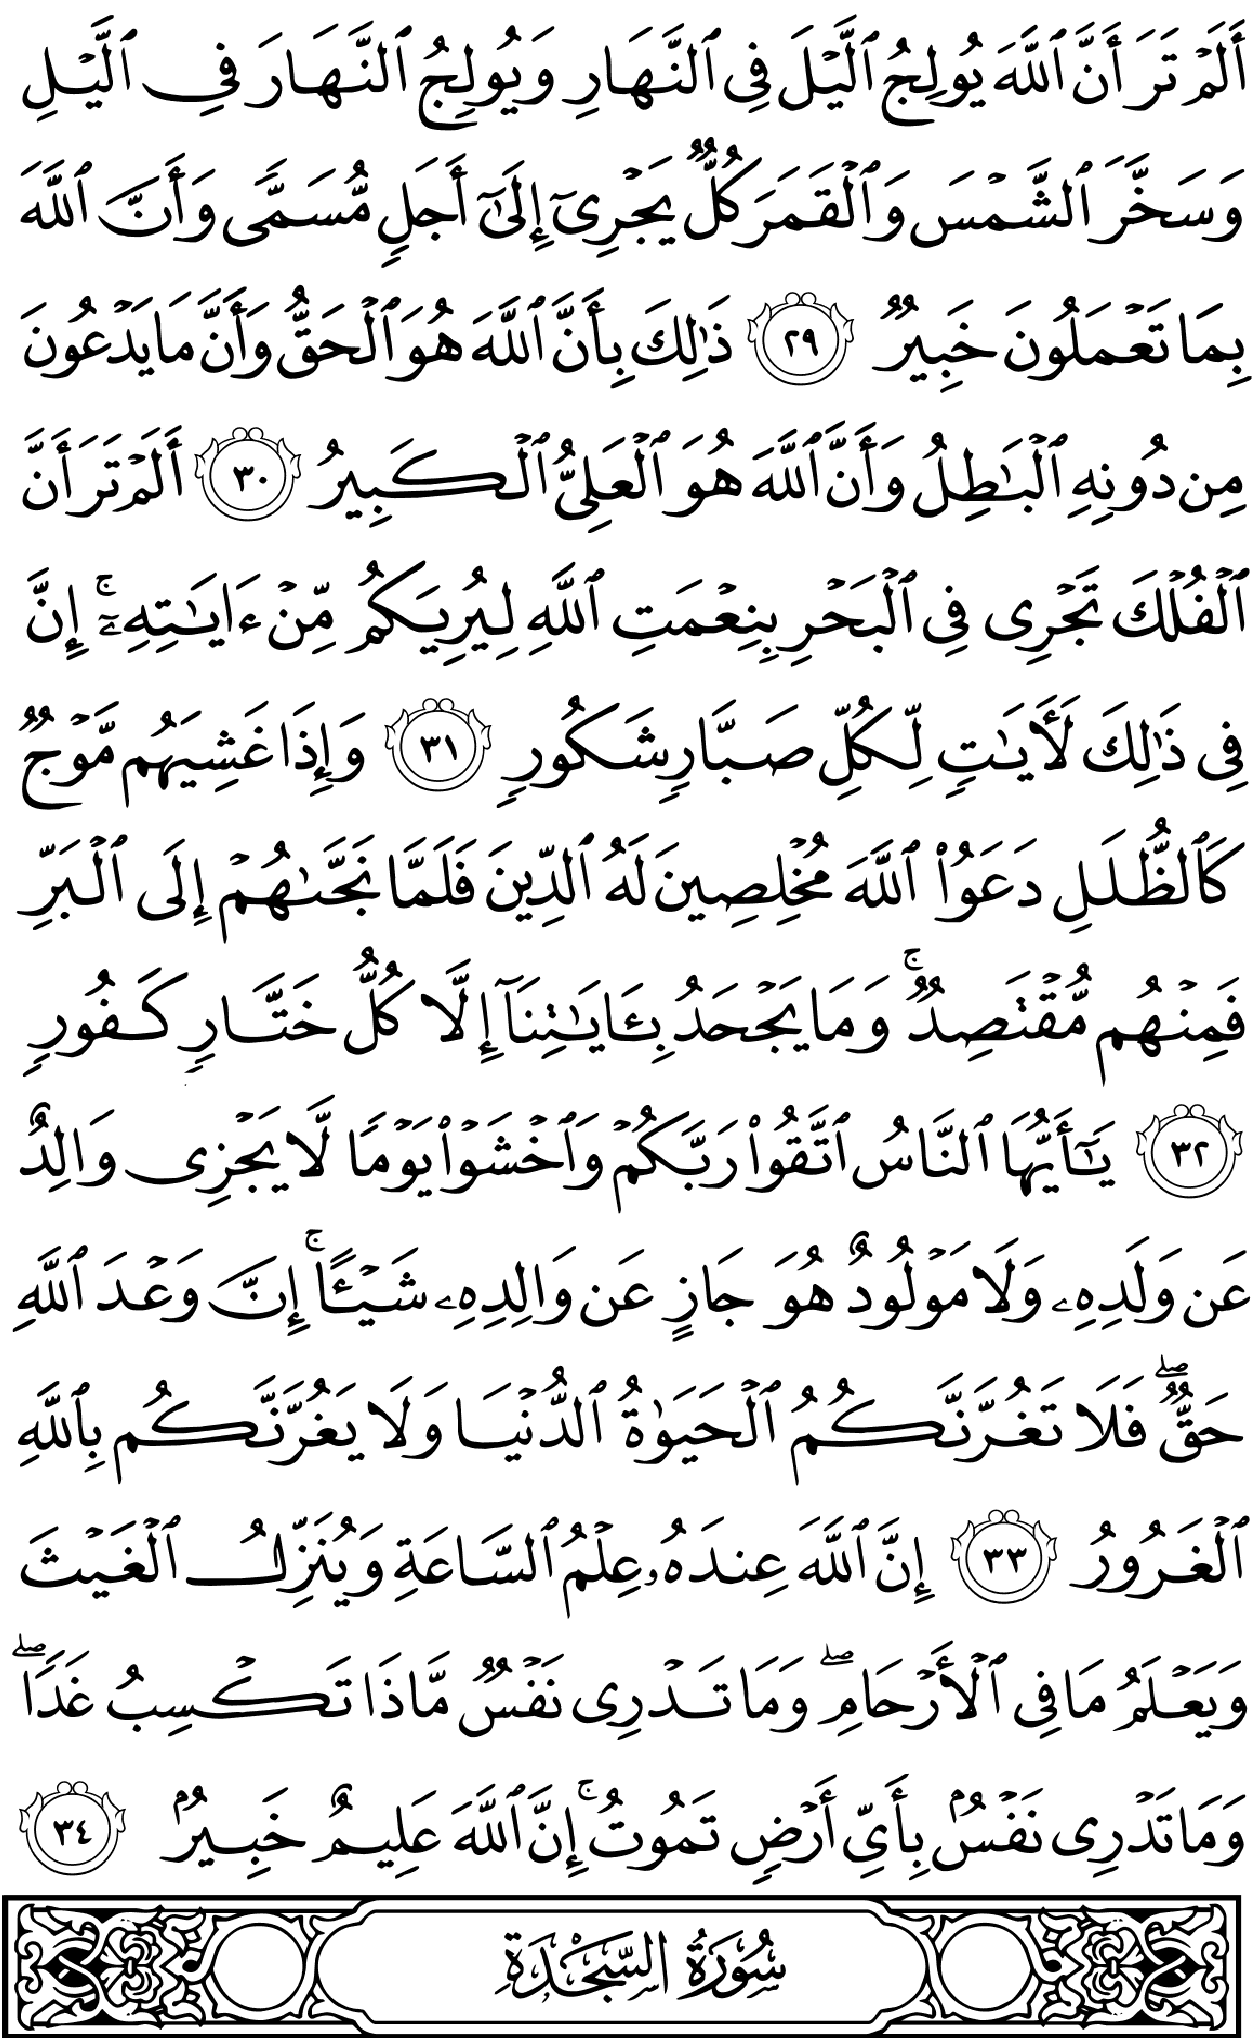 أَلَمْ تَرَ أَنَّ ٱللَّهَ يُولِجُ ٱلَّيْلَ فِى ٱلنَّهَارِ وَيُولِجُ ٱلنَّهَارَ فِى ٱلَّيْلِ
وَسَخَّرَ ٱلشَّمْسَ وَٱلْقَمَرَ كُلٌّ يَجْرِىٓ إِلَىٰٓ أَجَلٍ مُّسَمًّى وَأَنَّ ٱللَّهَ
بِمَا تَعْمَلُونَ خَبِيرٌ ٢٩ ذَٰلِكَ بِأَنَّ ٱللَّهَ هُوَ ٱلْحَقُّ وَأَنَّ مَا يَدْعُونَ
مِن دُونِهِ ٱلْبَـٰطِلُ وَأَنَّ ٱللَّهَ هُوَ ٱلْعَلِىُّ ٱلْكَبِيرُ ٣٠ أَلَمْ تَرَ أَنَّ
ٱلْفُلْكَ تَجْرِى فِى ٱلْبَحْرِ بِنِعْمَتِ ٱللَّهِ لِيُرِيَكُم مِّنْ ءَايَـٰتِهِۦٓ ۚ إِنَّ
فِى ذَٰلِكَ لَـَٔايَـٰتٍ لِّكُلِّ صَبَّارٍ شَكُورٍ ٣١ وَإِذَا غَشِيَهُم مَّوْجٌ
كَٱلظُّلَلِ دَعَوُا۟ ٱللَّهَ مُخْلِصِينَ لَهُ ٱلدِّينَ فَلَمَّا نَجَّىٰهُمْ إِلَى ٱلْبَرِّ
فَمِنْهُم مُّقْتَصِدٌ ۚ وَمَا يَجْحَدُ بِـَٔايَـٰتِنَآ إِلَّا كُلُّ خَتَّارٍ كَفُورٍ
٣٢ يَـٰٓأَيُّهَا ٱلنَّاسُ ٱتَّقُوا۟ رَبَّكُمْ وَٱخْشَوْا۟ يَوْمًا لَّا يَجْزِى وَالِدٌ
عَن وَلَدِهِۦ وَلَا مَوْلُودٌ هُوَ جَازٍ عَن وَالِدِهِۦ شَيْـًٔا ۚ إِنَّ وَعْدَ ٱللَّهِ
حَقٌّ ۖ فَلَا تَغُرَّنَّكُمُ ٱلْحَيَوٰةُ ٱلدُّنْيَا وَلَا يَغُرَّنَّكُم بِٱللَّهِ
ٱلْغَرُورُ ٣٣ إِنَّ ٱللَّهَ عِندَهُۥ عِلْمُ ٱلسَّاعَةِ وَيُنَزِّلُ ٱلْغَيْثَ
وَيَعْلَمُ مَا فِى ٱلْأَرْحَامِ ۖ وَمَا تَدْرِى نَفْسٌ مَّاذَا تَكْسِبُ غَدًا ۖ
وَمَا تَدْرِى نَفْسٌۢ بِأَىِّ أَرْضٍ تَمُوتُ ۚ إِنَّ ٱللَّهَ عَلِيمٌ خَبِيرٌۢ ٣٤
سُورَةُ السَّجْدَةِ